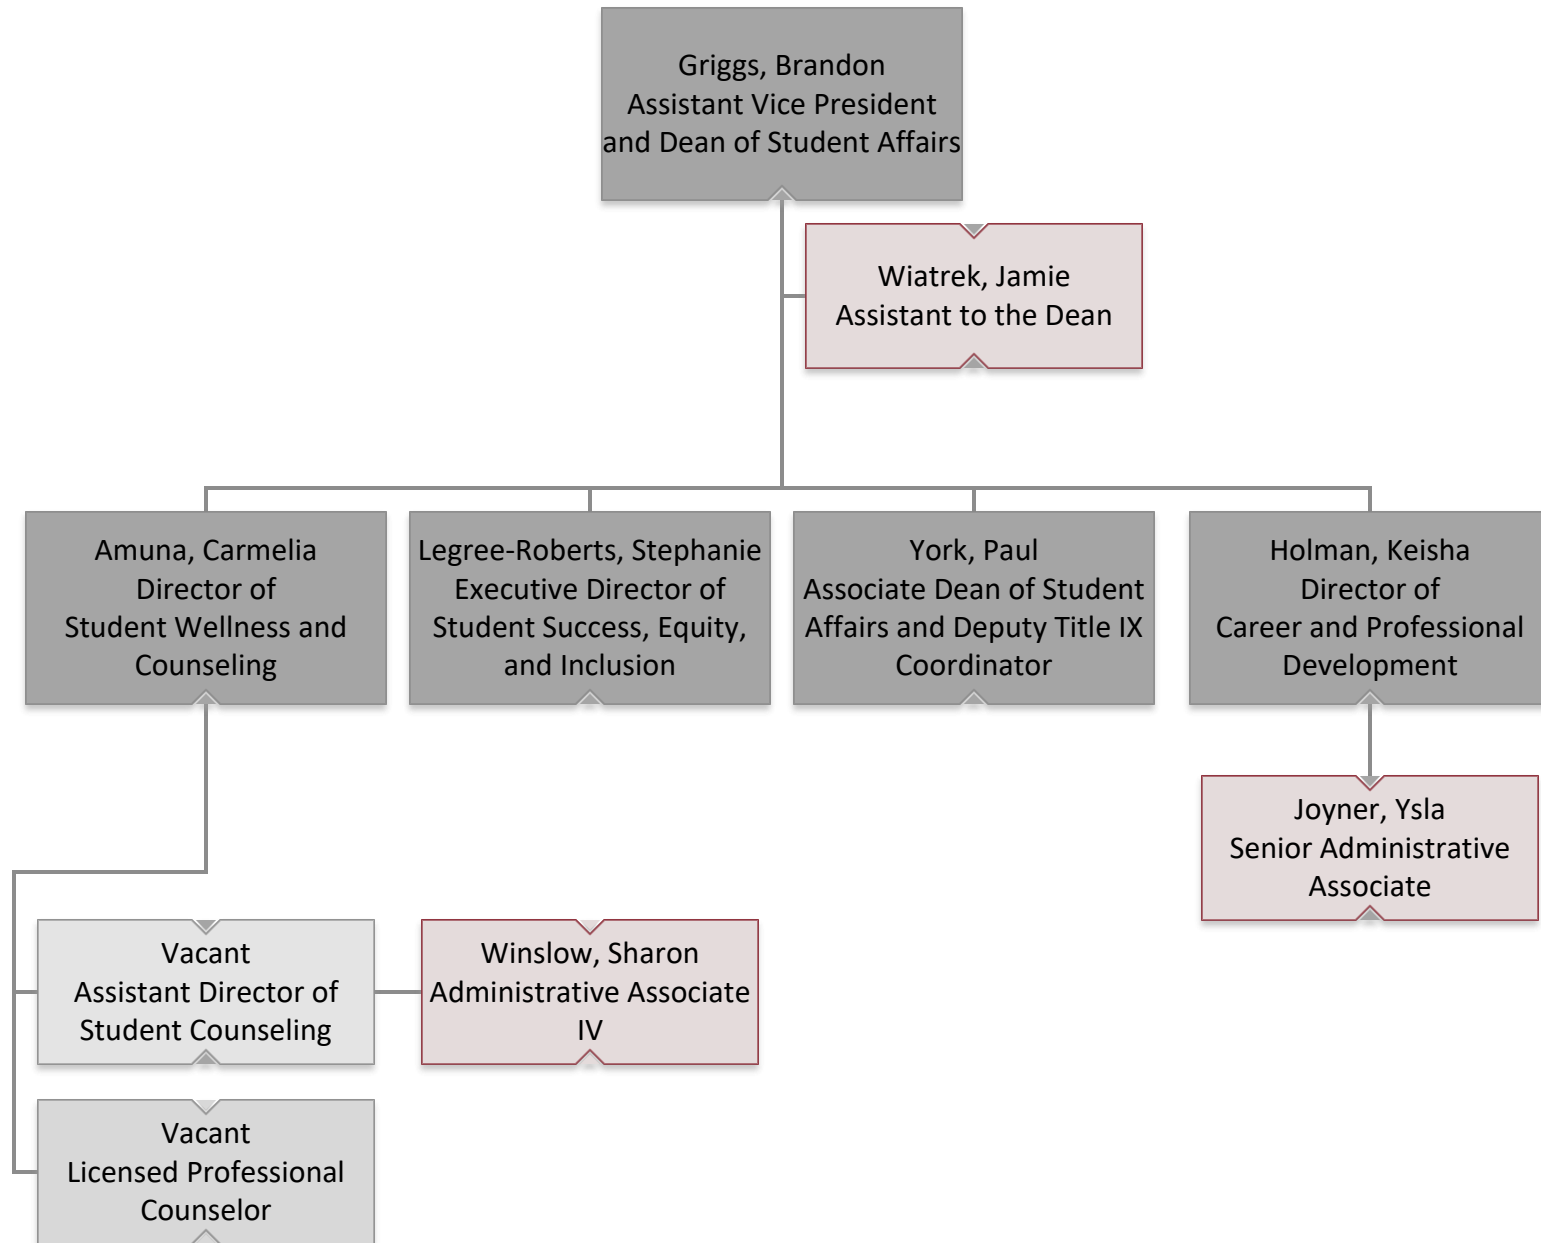 Griggs, Brandon
Assistant Vice President
and Dean of Student Affairs
Wiatrek, Jamie
Assistant to the Dean
Amuna, Carmelia
Director of
Student Wellness and
Counseling
Legree-Roberts, Stephanie
Executive Director of
Student Success, Equity,
and Inclusion
York, Paul
Associate Dean of Student
Affairs and Deputy Title IX
Coordinator
Holman, Keisha
Director of
Career and Professional
Development
Joyner, Ysla
Senior Administrative
Associate
Vacant
Assistant Director of
Student Counseling
Winslow, Sharon
Administrative Associate
IV
Vacant
Licensed Professional
Counselor